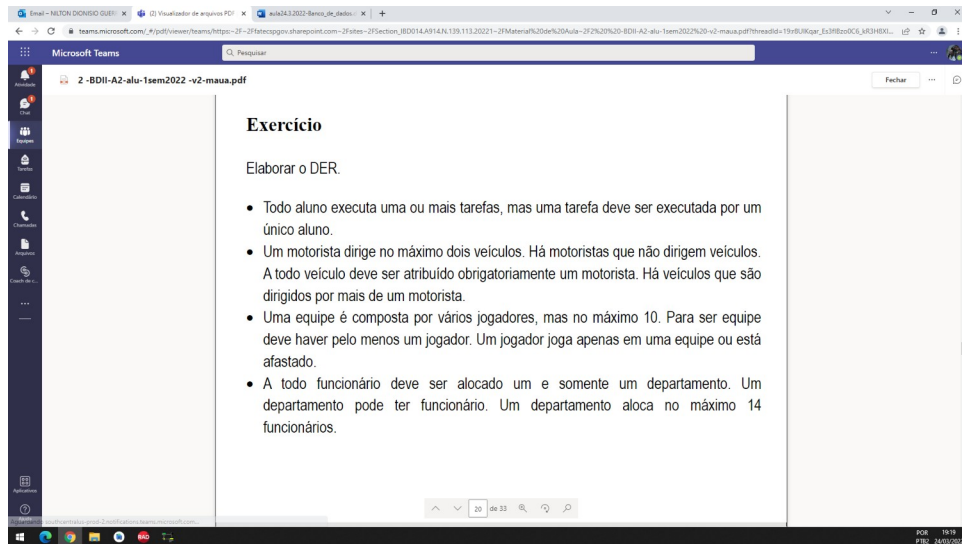 Email – NILTON DIONISIO GUER
(2) Visualizador de arquivos PDF
aula24.3.2022-Banco_de_dados.
Microsoft Teams
Pesquisar
Atividade
2 -BDII-A2-alu-1sem2022 -v2-maua.pdf
Fechar
Chat
Equipes
Tarefas
Calendário
Chamadas
Arquivos
Aplicativos
Exercício
Elaborar o DER.
• Todo aluno executa uma ou mais tarefas, mas uma tarefa deve ser executada por um
único aluno.
• Um motorista dirige no máximo dois veículos. Há motoristas que não dirigem veículos.
A todo veículo deve ser atribuído obrigatoriamente um motorista. Há veículos que são
dirigidos por mais de um motorista.
• Uma equipe é composta por vários jogadores, mas no máximo 10. Para ser equipe
deve haver pelo menos um jogador. Um jogador joga apenas em uma equipe ou está
afastado.
• A todo funcionário deve ser alocado um e somente um departamento. Um
departamento pode ter funcionário. Um departamento aloca no máximo 14
funcionários.
20 de 33
POR 19:19
PTB2